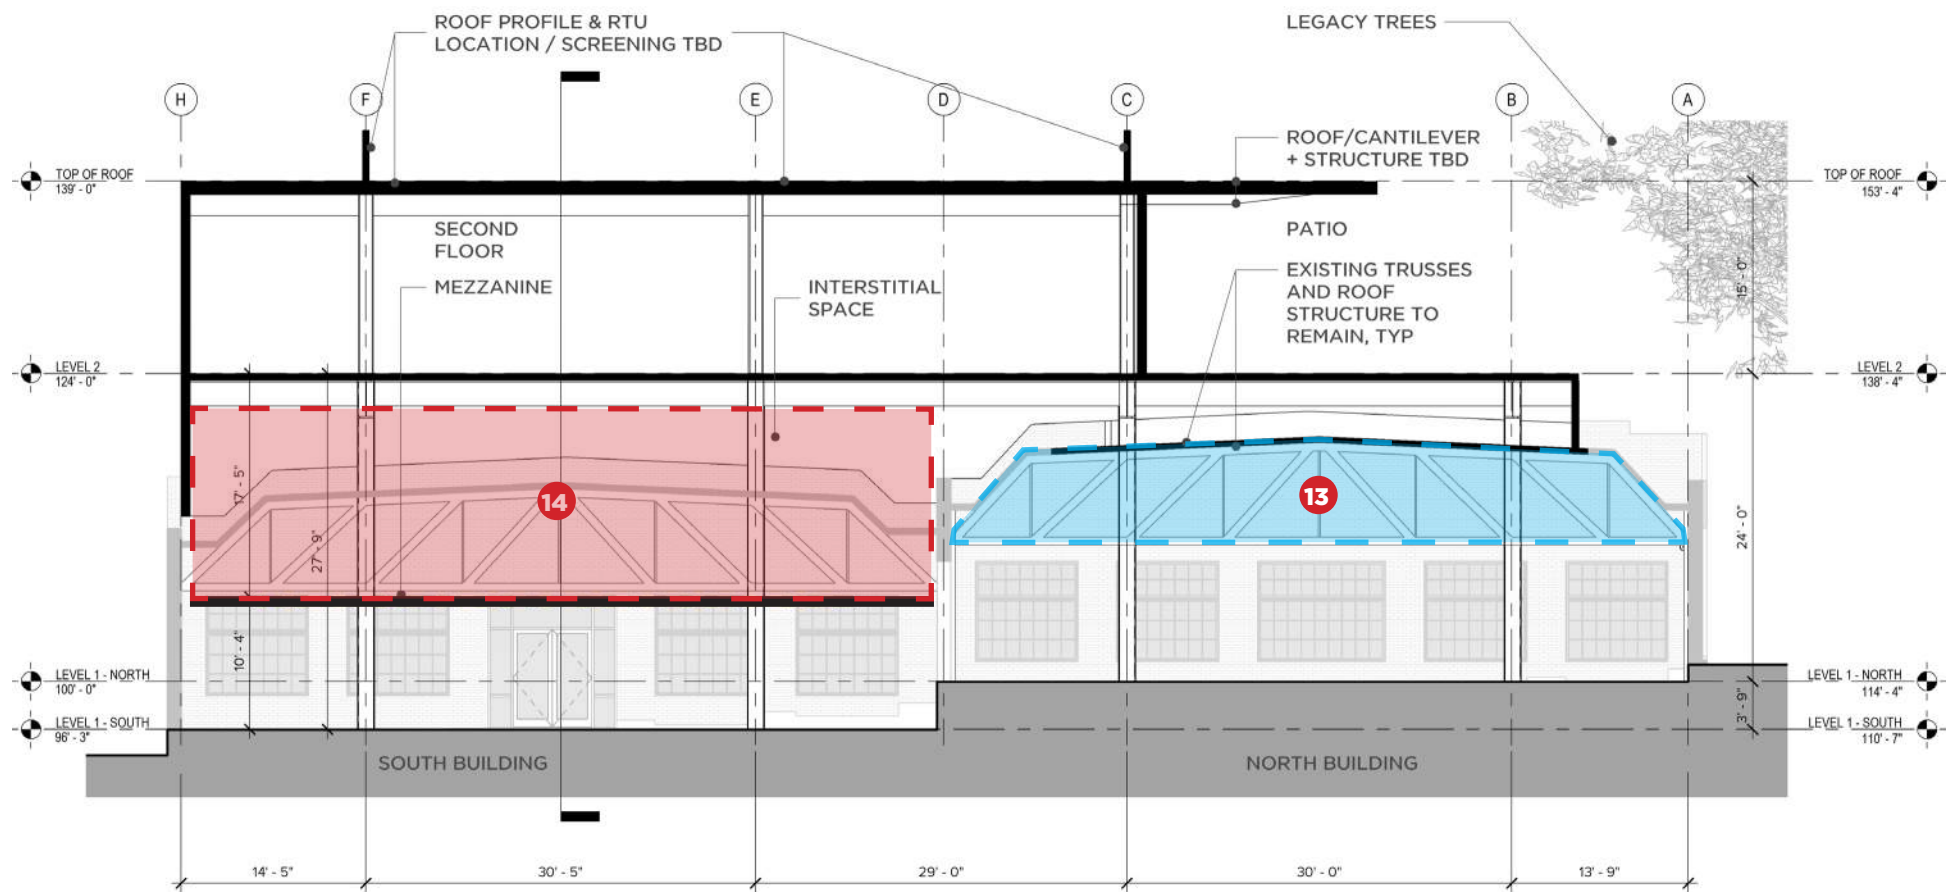 ROOF PROFILE & RTU
LOCATION / SCREENING TBD
LEGACY TREES
H
F
E
D
C
B
A
ROOF/CANTILEVER
+ STRUCTURE TBD
TOP OF ROOF
139' - 0"
TOP OF ROOF
153' - 4"
SECOND
FLOOR
PATIO
MEZZANINE
INTERSTITIAL
SPACE
EXISTING TRUSSES
AND ROOF
STRUCTURE TO
REMAIN, TYP
15' - 0"
LEVEL 2
124' - 0"
LEVEL 2
138' - 4"
17' - 5"
14
13
27' - 9"
24' - 0"
10' - 4"
LEVEL 1 - NORTH
100' - 0"
LEVEL 1 - NORTH
114' - 4"
3' - 9"
LEVEL 1 - SOUTH
96' - 3"
LEVEL 1 - SOUTH
110' - 7"
SOUTH BUILDING
NORTH BUILDING
14' - 5"
30' - 5"
29' - 0"
30' - 0"
13' - 9"